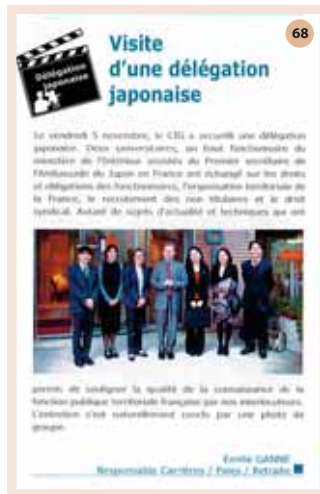 68
Délégation
japonaise
Visite
d'une délégation
japonaise
Le vendredi 5 novembre, le CIG a accueilli une délégation
japonaise. Deux universitaires, un haut fonctionnaire du
ministère de l'Intérieur assistés du Premier secrétaire de
l'Ambassade du Japon en France ont échangé sur les droits
et obligations des fonctionnaires, l'organisation territoriale de
la France, le recrutement des non titulaires et le droit
syndical. Autant de sujets d'actualité et techniques qui ont
permis de souligner la qualité de la connaissance de la
fonction publique territoriale française par nos interlocuteurs.
L'entretien s'est naturellement conclu par une photo de
groupe.
Emilie GANNE
Responsable Carrières / Paies / Retraite